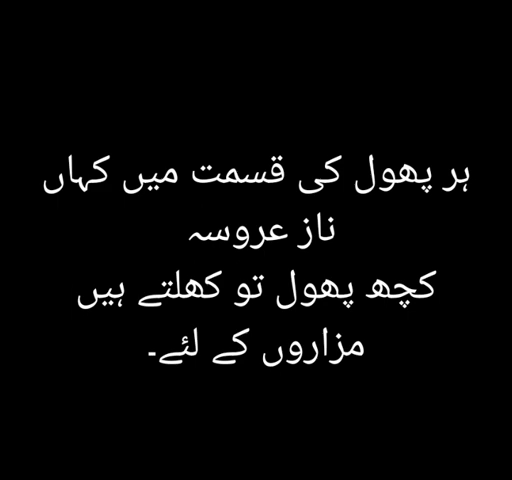 ہر پھول کی قسمت میں کہاں
ناز عروسہ
کچھ پھول تو کھلتے ہیں
مزاروں کے لئے۔